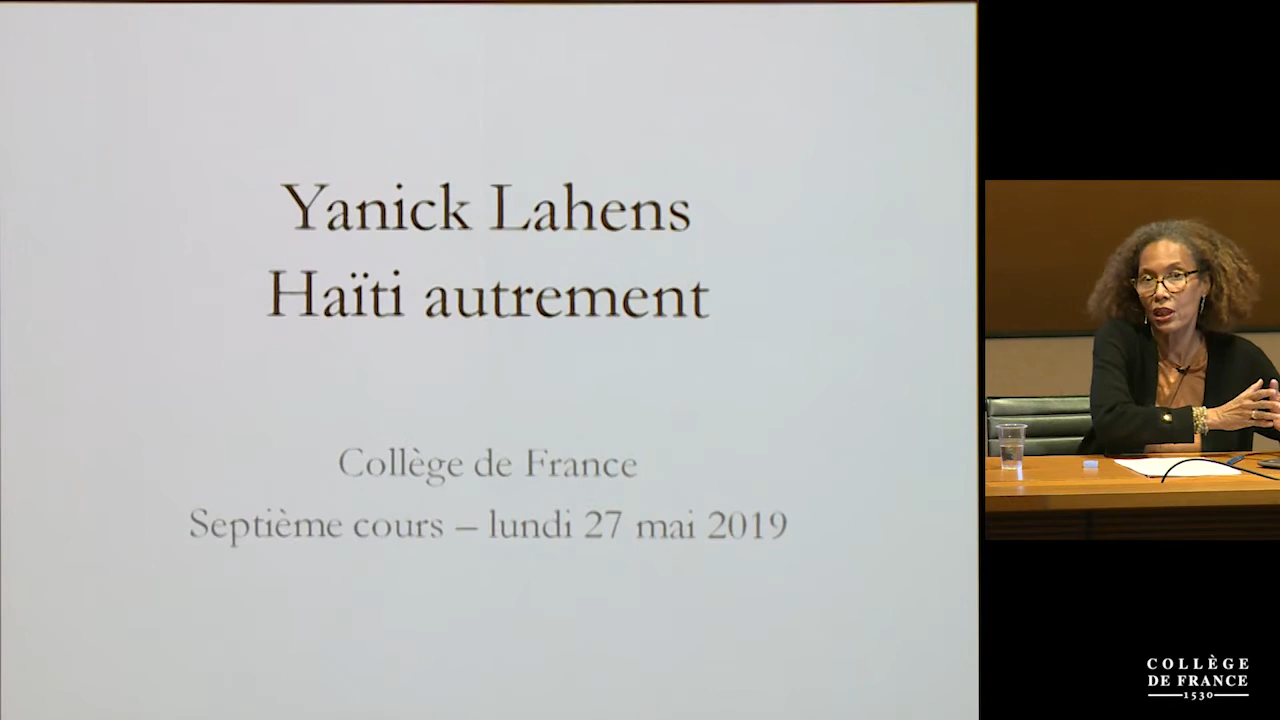 Yanick Lahens
Haïti autrement
Collège de France
Septième cours – lundi 27 mai 2019
COLLÈGE
DE FRANCE
1530